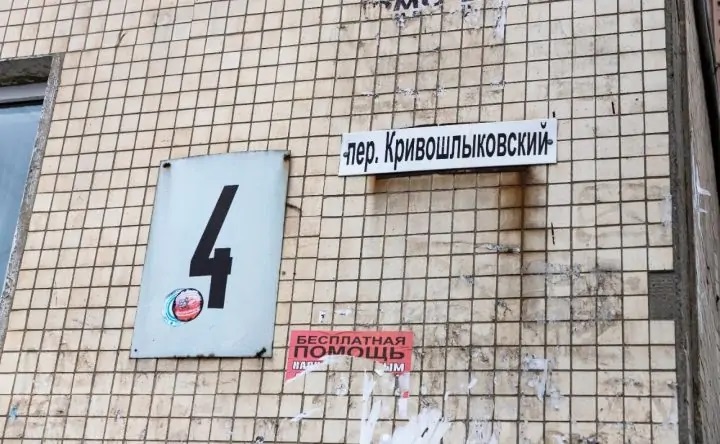 пер. Кривошлыковский
4
БЕСПЛАТНАЯ
ПОМОЩЬ